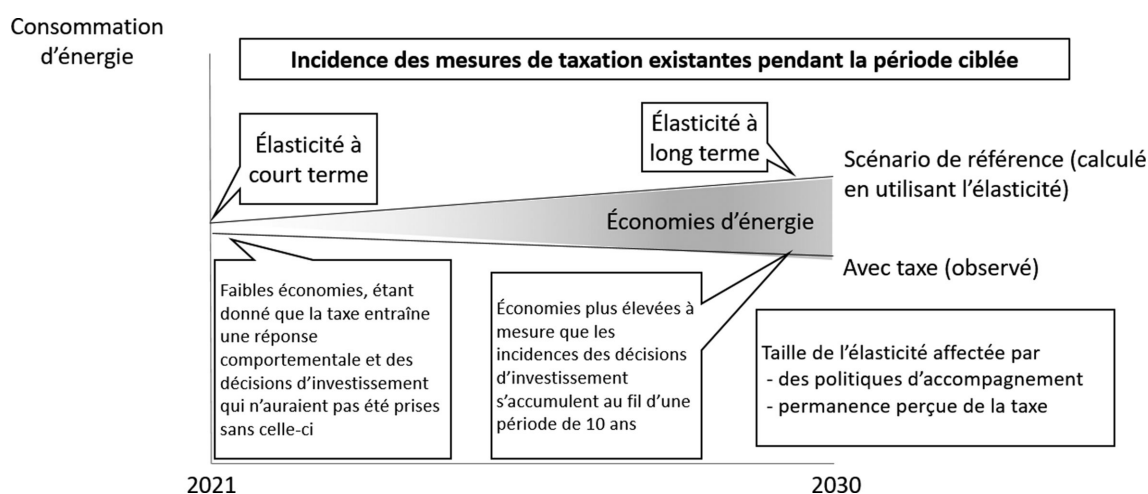 Consommation
d’énergie
Incidence des mesures de taxation existantes pendant la période ciblée
Élasticité à
court terme
Élasticité à
long terme
Scénario de référence (calculé
en utilisant l’élasticité)
Économies d’énergie
Avec taxe (observé)
Faibles économies, étant
donné que la taxe entraîne
une réponse
comportementale et des
décisions d’investissement
qui n’auraient pas été prises
sans celle-ci
Économies plus élevées à
mesure que les
incidences des décisions
d’investissement
s’accumulent au fil d’une
période de 10 ans
Taille de l’élasticité affectée par
- des politiques d’accompagnement
- permanence perçue de la taxe
2021
2030